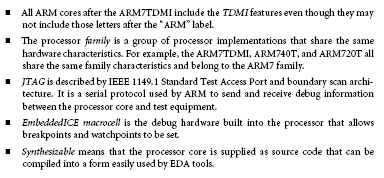 ■ All ARM cores after the ARM7TDMI include the TDMI features even though they may
not include those letters after the “ARM” label.
■ The processor family is a group of processor implementations that share the same
hardware characteristics. For example, the ARM7TDMI, ARM740T, and ARM720T all
share the same family characteristics and belong to the ARM7 family.
■ JTAG is described by IEEE 1149.1 Standard Test Access Port and boundary scan archi-
tecture. It is a serial protocol used by ARM to send and receive debug information
between the processor core and test equipment.
■ EmbeddedICE macrocell is the debug hardware built into the processor that allows
breakpoints and watchpoints to be set.
■ Synthesizable means that the processor core is supplied as source code that can be
compiled into a form easily used by EDA tools.